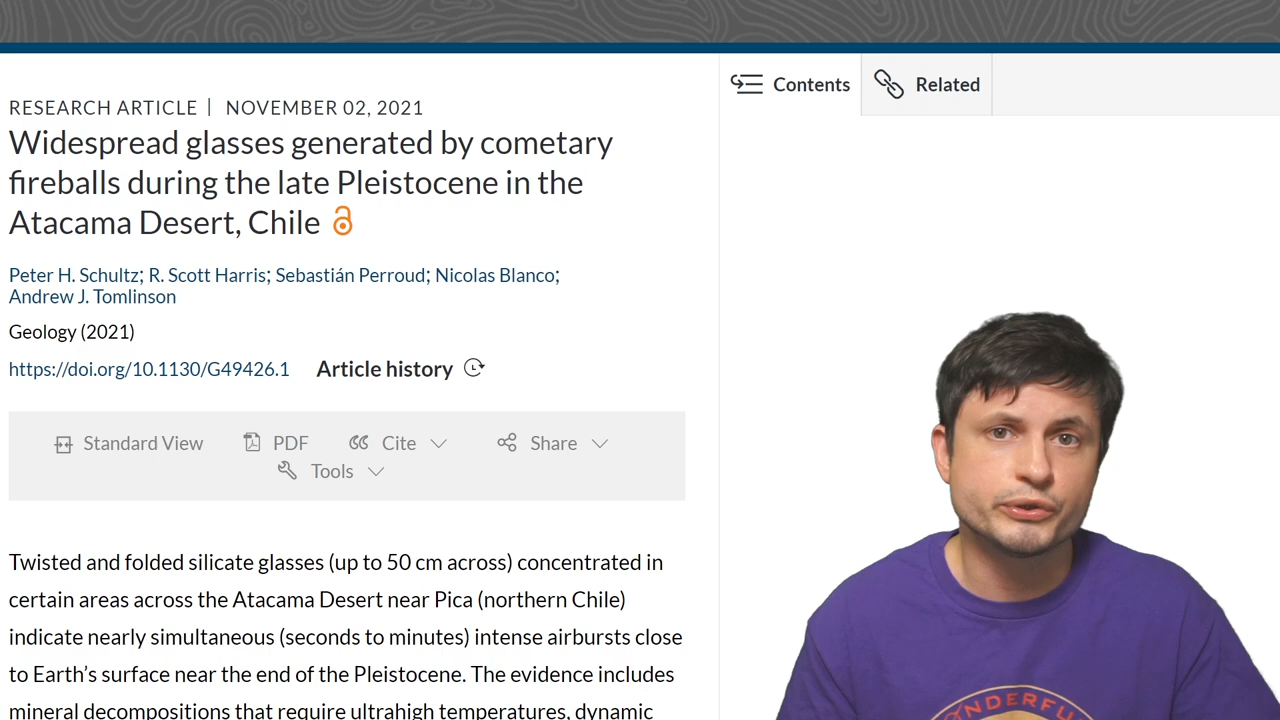 RESEARCH ARTICLE | NOVEMBER 02, 2021
Widespread glasses generated by cometary
fireballs during the late Pleistocene in the
Atacama Desert, Chile
Peter H. Schultz; R. Scott Harris; Sebastián Perroud; Nicolas Blanco;
Andrew J. Tomlinson
Geology (2021)
https://doi.org/10.1130/G49426.1 Article history
Standard View PDF Cite Share
Tools
Twisted and folded silicate glasses (up to 50 cm across) concentrated in
certain areas across the Atacama Desert near Pica (northern Chile)
indicate nearly simultaneous (seconds to minutes) intense airbursts close
to Earth’s surface near the end of the Pleistocene. The evidence includes
mineral decompositions that require ultrahigh temperatures, dynamic
Contents Related